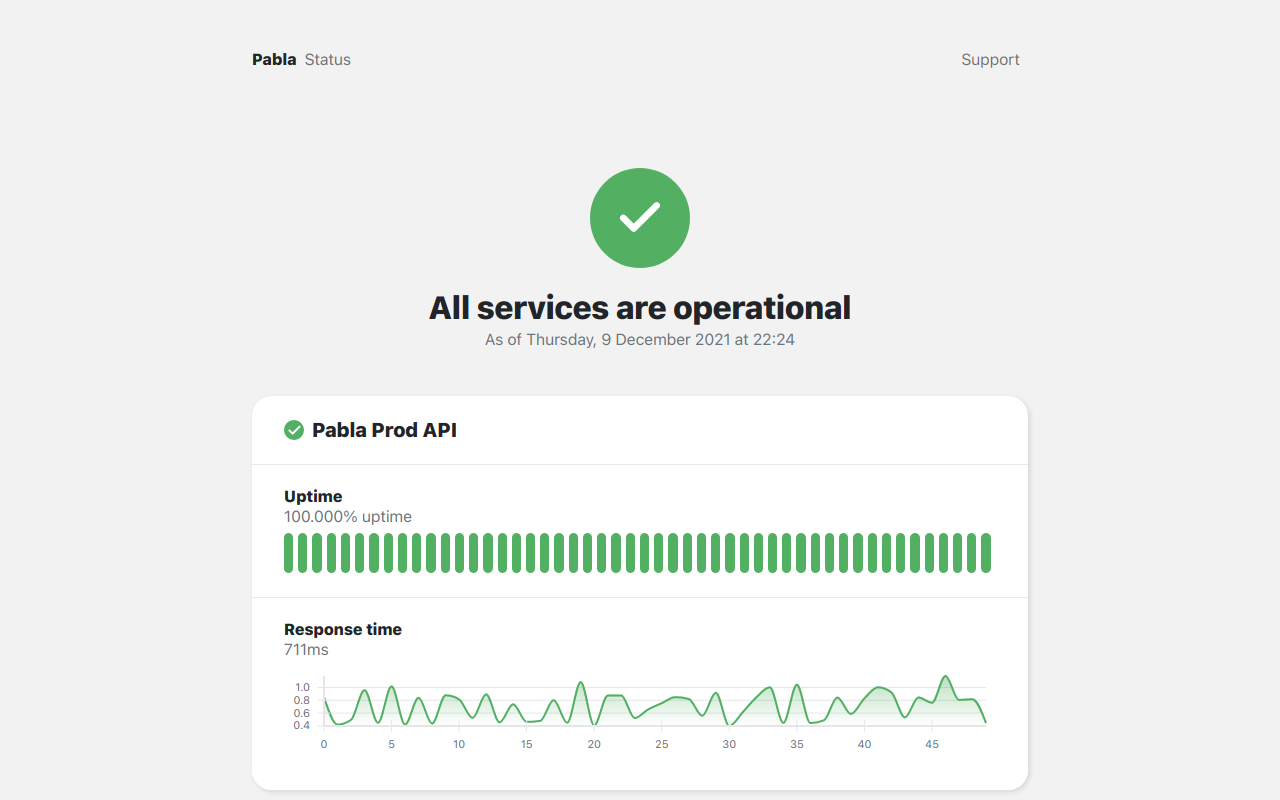 Pabla Status Support
All services are operational
As of Thursday, 9 December 2021 at 22:24
Pabla Prod API
Uptime
100.000% uptime
Response time
711ms
1.0
0.8
0.6
0.4
0 5 10 15 20 25 30 35 40 45